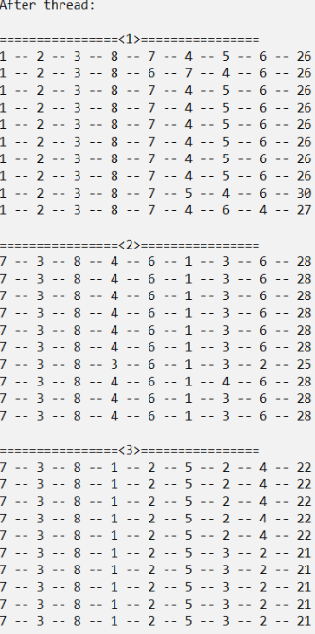 After thread:
================<1>================
1 -- 2 -- 3 -- 8 -- 7 -- 4 -- 5 -- 6 -- 26
1 -- 2 -- 3 -- 8 -- 6 -- 7 -- 4 -- 6 -- 26
1 -- 2 -- 3 -- 8 -- 7 -- 4 -- 5 -- 6 -- 26
1 -- 2 -- 3 -- 8 -- 7 -- 4 -- 5 -- 6 -- 26
1 -- 2 -- 3 -- 8 -- 7 -- 4 -- 5 -- 6 -- 26
1 -- 2 -- 3 -- 8 -- 7 -- 4 -- 5 -- 6 -- 26
1 -- 2 -- 3 -- 8 -- 7 -- 4 -- 5 -- 6 -- 26
1 -- 2 -- 3 -- 8 -- 7 -- 4 -- 5 -- 6 -- 26
1 -- 2 -- 3 -- 8 -- 7 -- 5 -- 4 -- 6 -- 30
1 -- 2 -- 3 -- 8 -- 7 -- 4 -- 6 -- 4 -- 27
================<2>================
7 -- 3 -- 8 -- 4 -- 6 -- 1 -- 3 -- 6 -- 28
7 -- 3 -- 8 -- 4 -- 6 -- 1 -- 3 -- 6 -- 28
7 -- 3 -- 8 -- 4 -- 6 -- 1 -- 3 -- 6 -- 28
7 -- 3 -- 8 -- 4 -- 6 -- 1 -- 3 -- 6 -- 28
7 -- 3 -- 8 -- 4 -- 6 -- 1 -- 3 -- 6 -- 28
7 -- 3 -- 8 -- 4 -- 6 -- 1 -- 3 -- 6 -- 28
7 -- 3 -- 8 -- 3 -- 6 -- 1 -- 3 -- 2 -- 25
7 -- 3 -- 8 -- 4 -- 6 -- 1 -- 4 -- 6 -- 28
7 -- 3 -- 8 -- 4 -- 6 -- 1 -- 3 -- 6 -- 28
7 -- 3 -- 8 -- 4 -- 6 -- 1 -- 3 -- 6 -- 28
================<3>================
7 -- 3 -- 8 -- 1 -- 2 -- 5 -- 2 -- 4 -- 22
7 -- 3 -- 8 -- 1 -- 2 -- 5 -- 2 -- 4 -- 22
7 -- 3 -- 8 -- 1 -- 2 -- 5 -- 2 -- 4 -- 22
7 -- 3 -- 8 -- 1 -- 2 -- 5 -- 2 -- 4 -- 22
7 -- 3 -- 8 -- 1 -- 2 -- 5 -- 2 -- 4 -- 22
7 -- 3 -- 8 -- 1 -- 2 -- 5 -- 3 -- 2 -- 21
7 -- 3 -- 8 -- 1 -- 2 -- 5 -- 3 -- 2 -- 21
7 -- 3 -- 8 -- 1 -- 2 -- 5 -- 3 -- 2 -- 21
7 -- 3 -- 8 -- 1 -- 2 -- 5 -- 3 -- 2 -- 21
7 -- 3 -- 8 -- 1 -- 2 -- 5 -- 3 -- 2 -- 21